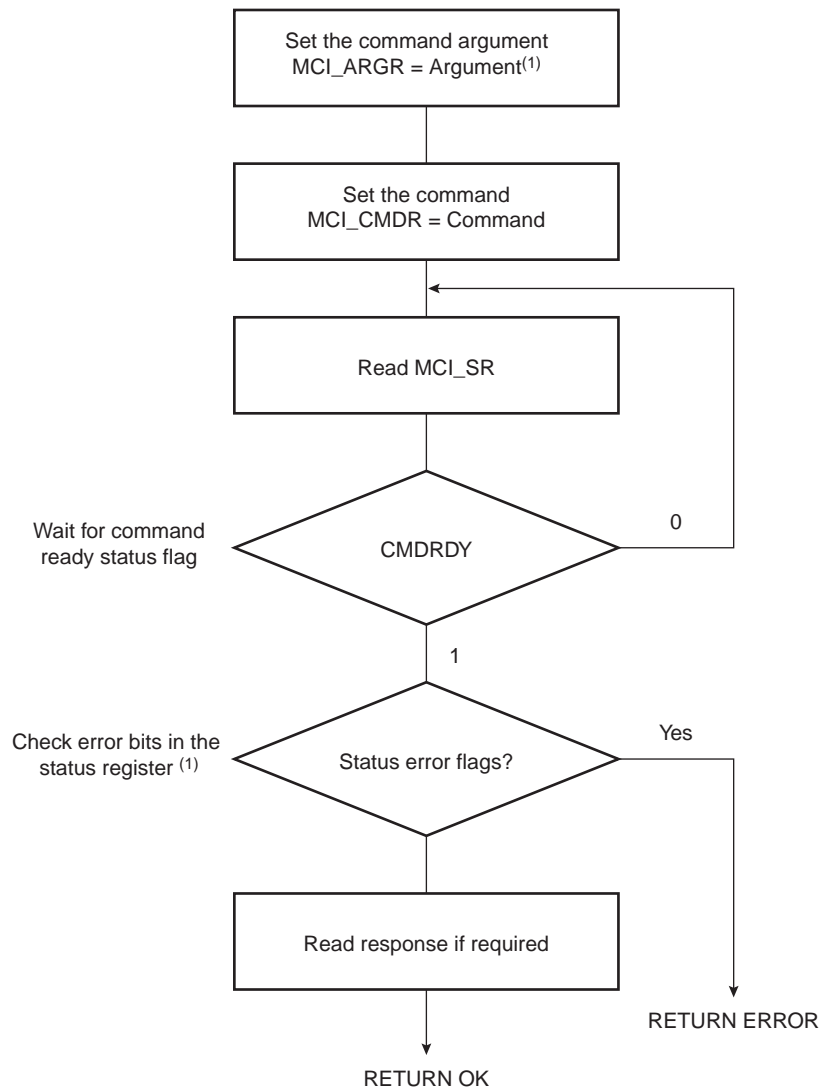 Set the command argument
MCI_ARGR = Argument(1)
Set the command
MCI_CMDR = Command
Read MCI_SR
Wait for command
ready status flag
CMDRDY
0
1
Check error bits in the
status register (1)
Status error flags?
Yes
Read response if required
RETURN ERROR
RETURN OK